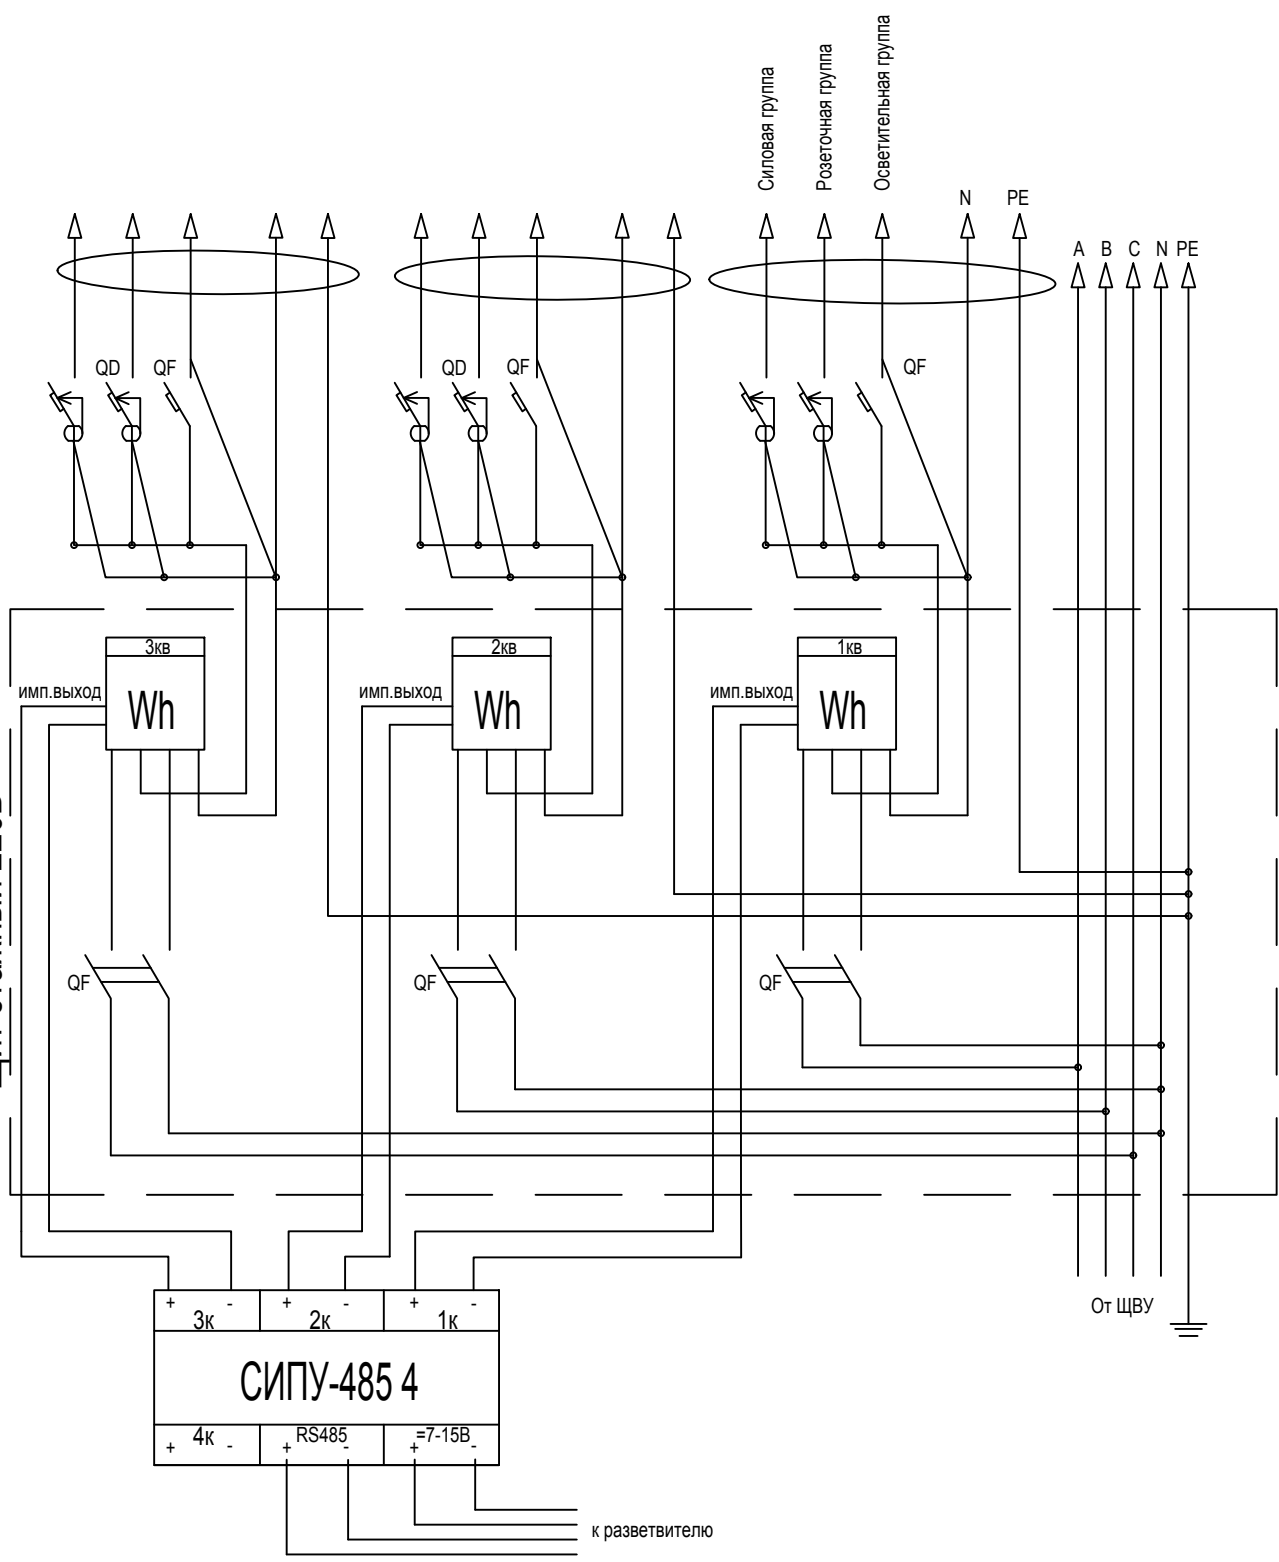 Силовая группа
Розеточная группа
Осветительная группа
N
PE
A B C N PE
QD
QF
QD
QF
QF
3кв
2кв
1кв
имп.выход
Wh
имп.выход
Wh
имп.выход
Wh
QF
QF
QF
От ЩВУ
+ 3к -
+ 2к -
+ 1к -
СИПУ-485 4
+ 4к -
RS485
+ -
=7-15В
+ -
к разветвителю